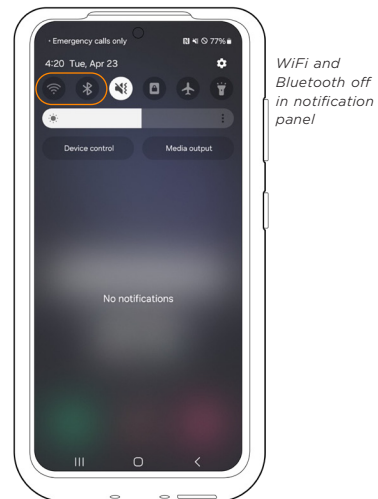 • Emergency calls only 77%
4:20 Tue, Apr 23
Device control Media output
No notifications
WiFi and
Bluetooth off
in notification
panel